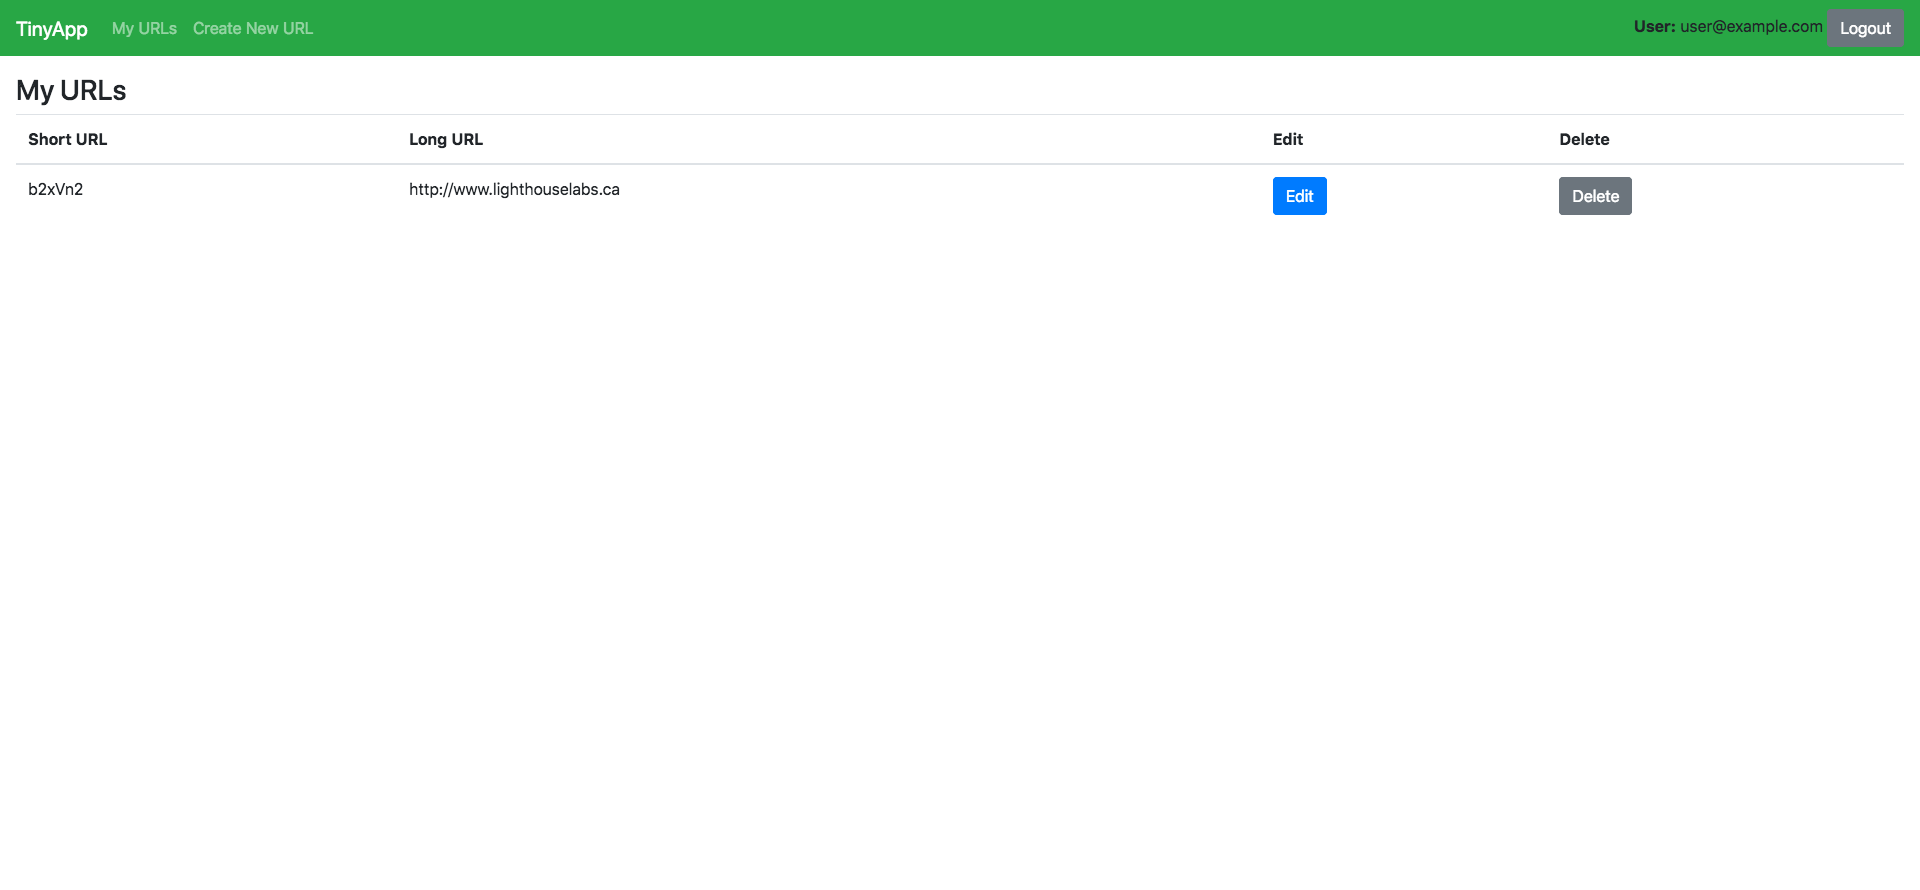 TinyApp My URLs Create New URL User: user@example.com Logout
My URLs
Short URL Long URL Edit Delete
b2xVn2 http://www.lighthouselabs.ca Edit Delete